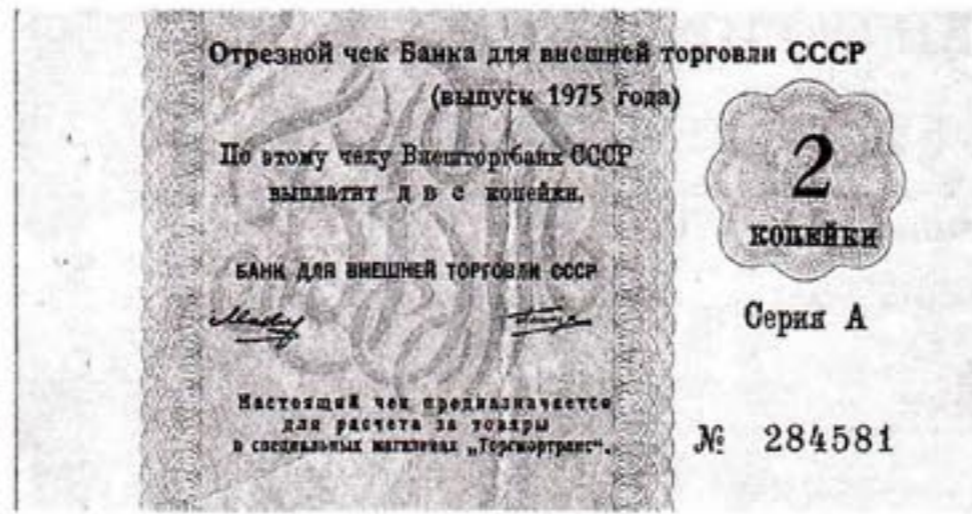 Отрезной чек Банка для внешней торговли СССР
(выпуск 1975 года)
2
копейки
По этому чеку Внешторгбанк СССР
выплатит две копейки.
БАНК ДЛЯ ВНЕШНЕЙ ТОРГОВЛИ СССР
Серия А
Настоящий чек предназначается
для расчета за товары
в специальных магазинах „Торгмортранс“.
№ 284581